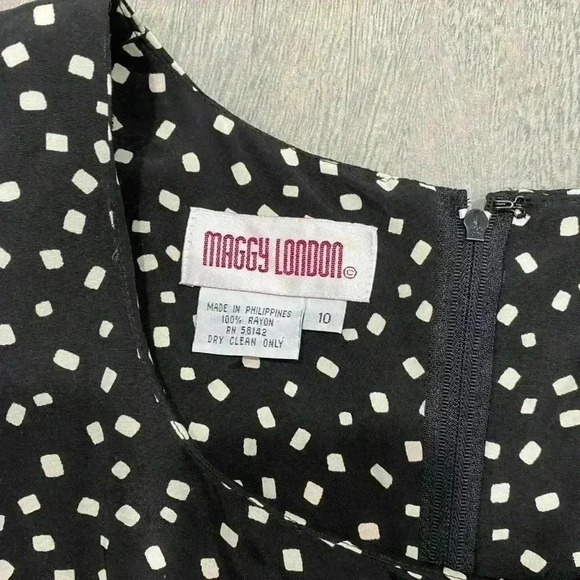 MAGGY LONDON©
MADE IN PHILIPPINES
100% RAYON
RN 58142
DRY CLEAN ONLY
10